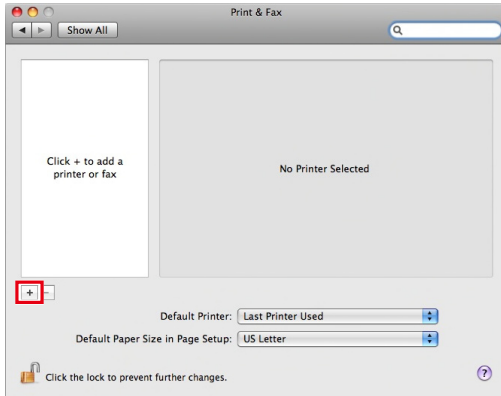 Print & Fax
Show All
Click + to add a
printer or fax
No Printer Selected
+ -
Default Printer: Last Printer Used
Default Paper Size in Page Setup: US Letter
Click the lock to prevent further changes.
?